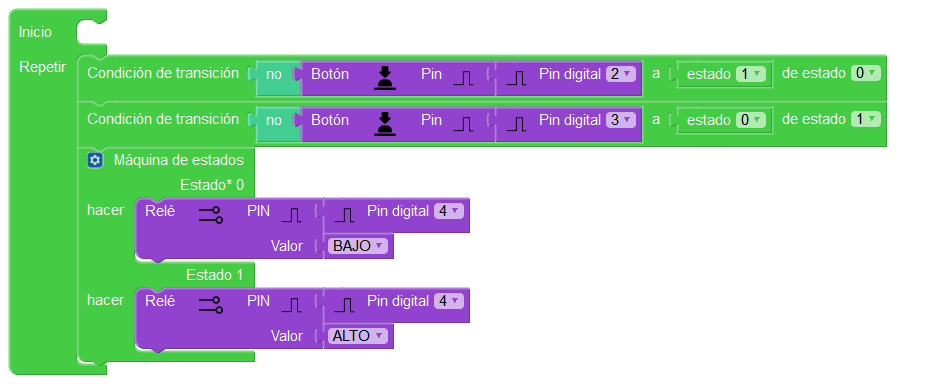 Inicio
Repetir
Condición de transición no Botón Pin Pin digital 2 a estado 1 de estado 0
Condición de transición no Botón Pin Pin digital 3 a estado 0 de estado 1
Máquina de estados
Estado* 0
hacer Relé PIN Pin digital 4
Valor BAJO
Estado 1
hacer Relé PIN Pin digital 4
Valor ALTO